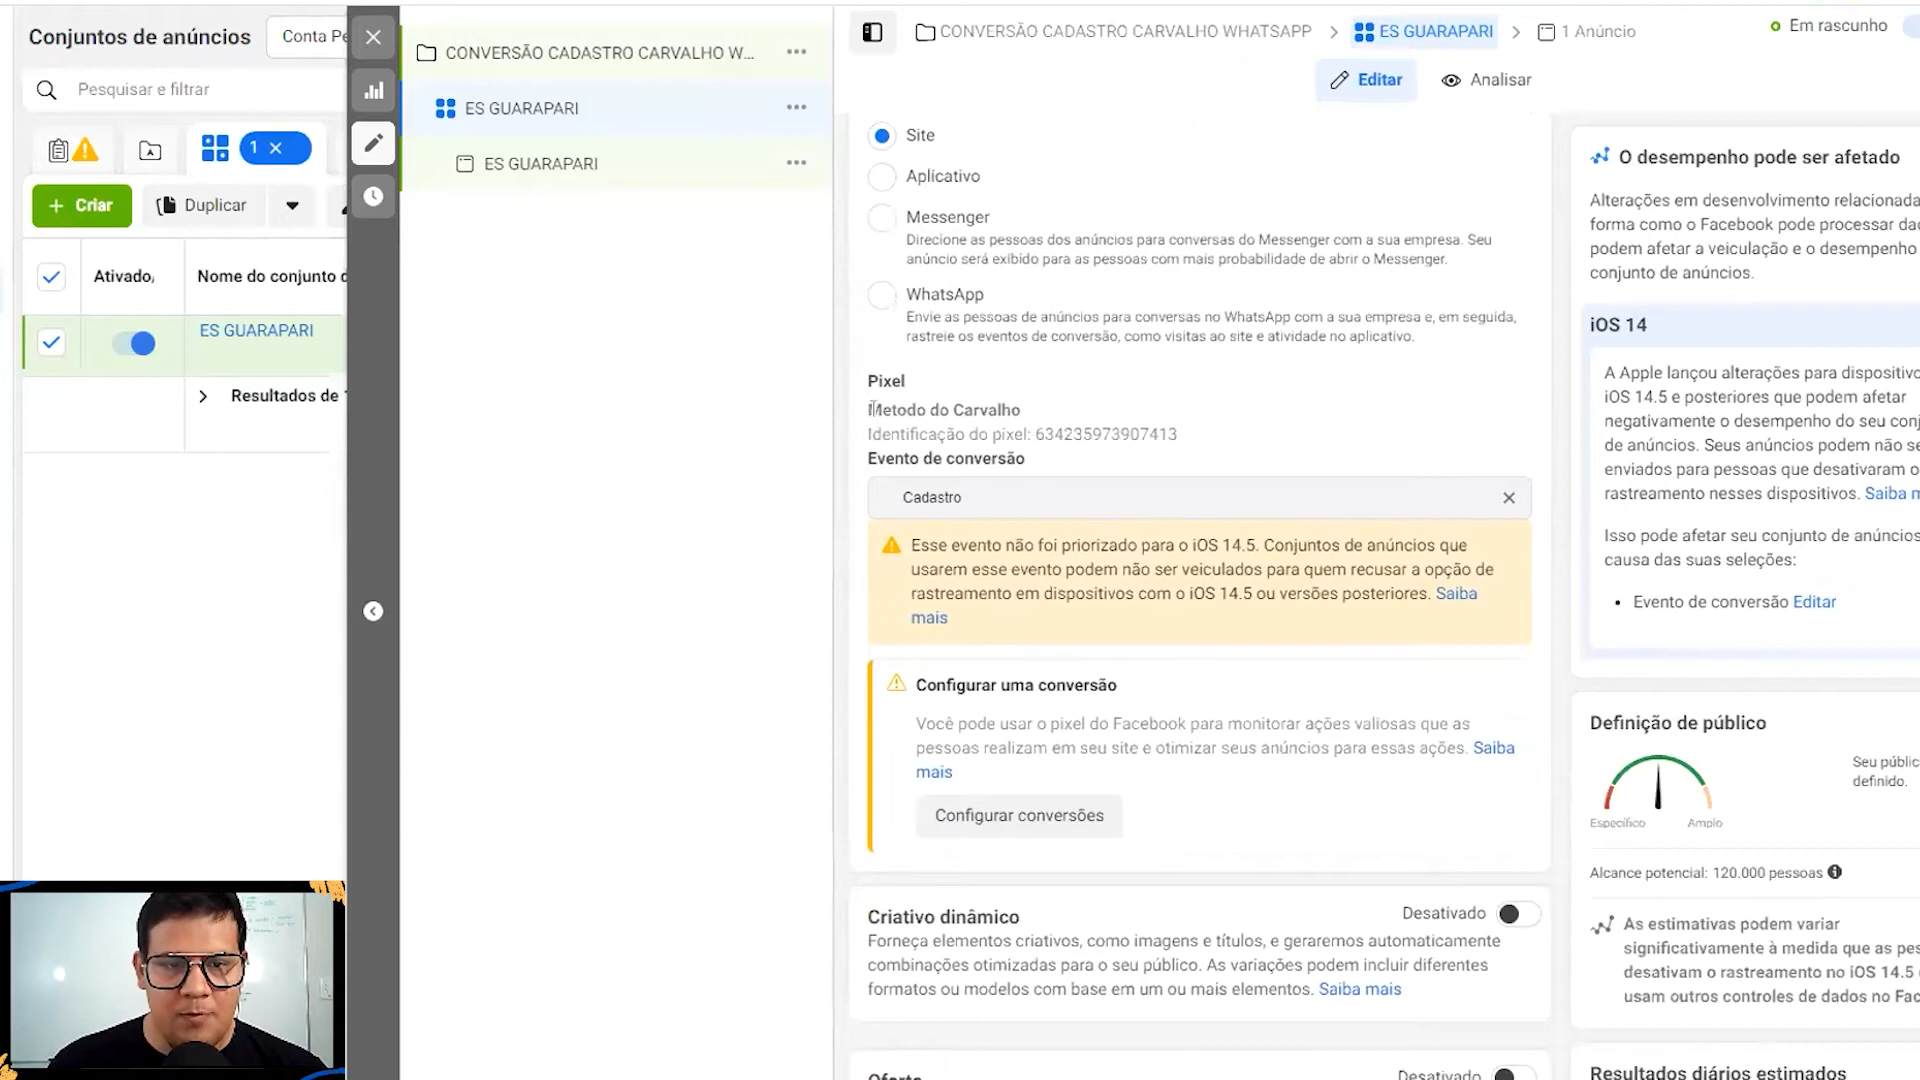 Conjuntos de anúncios
Conta Pe
Pesquisar e filtrar
1
Criar
Duplicar
Ativado
Nome do conjunto d
ES GUARAPARI
Resultados de 1
CONVERSÃO CADASTRO CARVALHO W...
ES GUARAPARI
ES GUARAPARI
CONVERSÃO CADASTRO CARVALHO WHATSAPP
ES GUARAPARI
1 Anúncio
Em rascunho
Editar
Analisar
Site
Aplicativo
Messenger
Direcione as pessoas dos anúncios para conversas do Messenger com a sua empresa. Seu
anúncio será exibido para as pessoas com mais probabilidade de abrir o Messenger.
WhatsApp
Envie as pessoas de anúncios para conversas no WhatsApp com a sua empresa e, em seguida,
rastreie os eventos de conversão, como visitas ao site e atividade no aplicativo.
Pixel
Metodo do Carvalho
Identificação do pixel: 634235973907413
Evento de conversão
Cadastro
Esse evento não foi priorizado para o iOS 14.5. Conjuntos de anúncios que
usarem esse evento podem não ser veiculados para quem recusar a opção de
rastreamento em dispositivos com o iOS 14.5 ou versões posteriores. Saiba
mais
Configurar uma conversão
Você pode usar o pixel do Facebook para monitorar ações valiosas que as
pessoas realizam em seu site e otimizar seus anúncios para essas ações. Saiba
mais
Configurar conversões
Criativo dinâmico
Desativado
Forneça elementos criativos, como imagens e títulos, e geraremos automaticamente
combinações otimizadas para o seu público. As variações podem incluir diferentes
formatos ou modelos com base em um ou mais elementos. Saiba mais
Oferta
Desativado
O desempenho pode ser afetado
Alterações em desenvolvimento relacionada
forma como o Facebook pode processar dad
podem afetar a veiculação e o desempenho
conjunto de anúncios.
iOS 14
A Apple lançou alterações para dispositivo
iOS 14.5 e posteriores que podem afetar
negativamente o desempenho do seu conj
de anúncios. Seus anúncios podem não se
enviados para pessoas que desativaram o
rastreamento nesses dispositivos. Saiba m
Isso pode afetar seu conjunto de anúncios
causa das suas seleções:
Evento de conversão Editar
Definição de público
Seu públic
definido.
Específico
Amplo
Alcance potencial: 120.000 pessoas
As estimativas podem variar
significativamente à medida que as pes
desativam o rastreamento no iOS 14.5
usam outros controles de dados no Fac
Resultados diários estimados